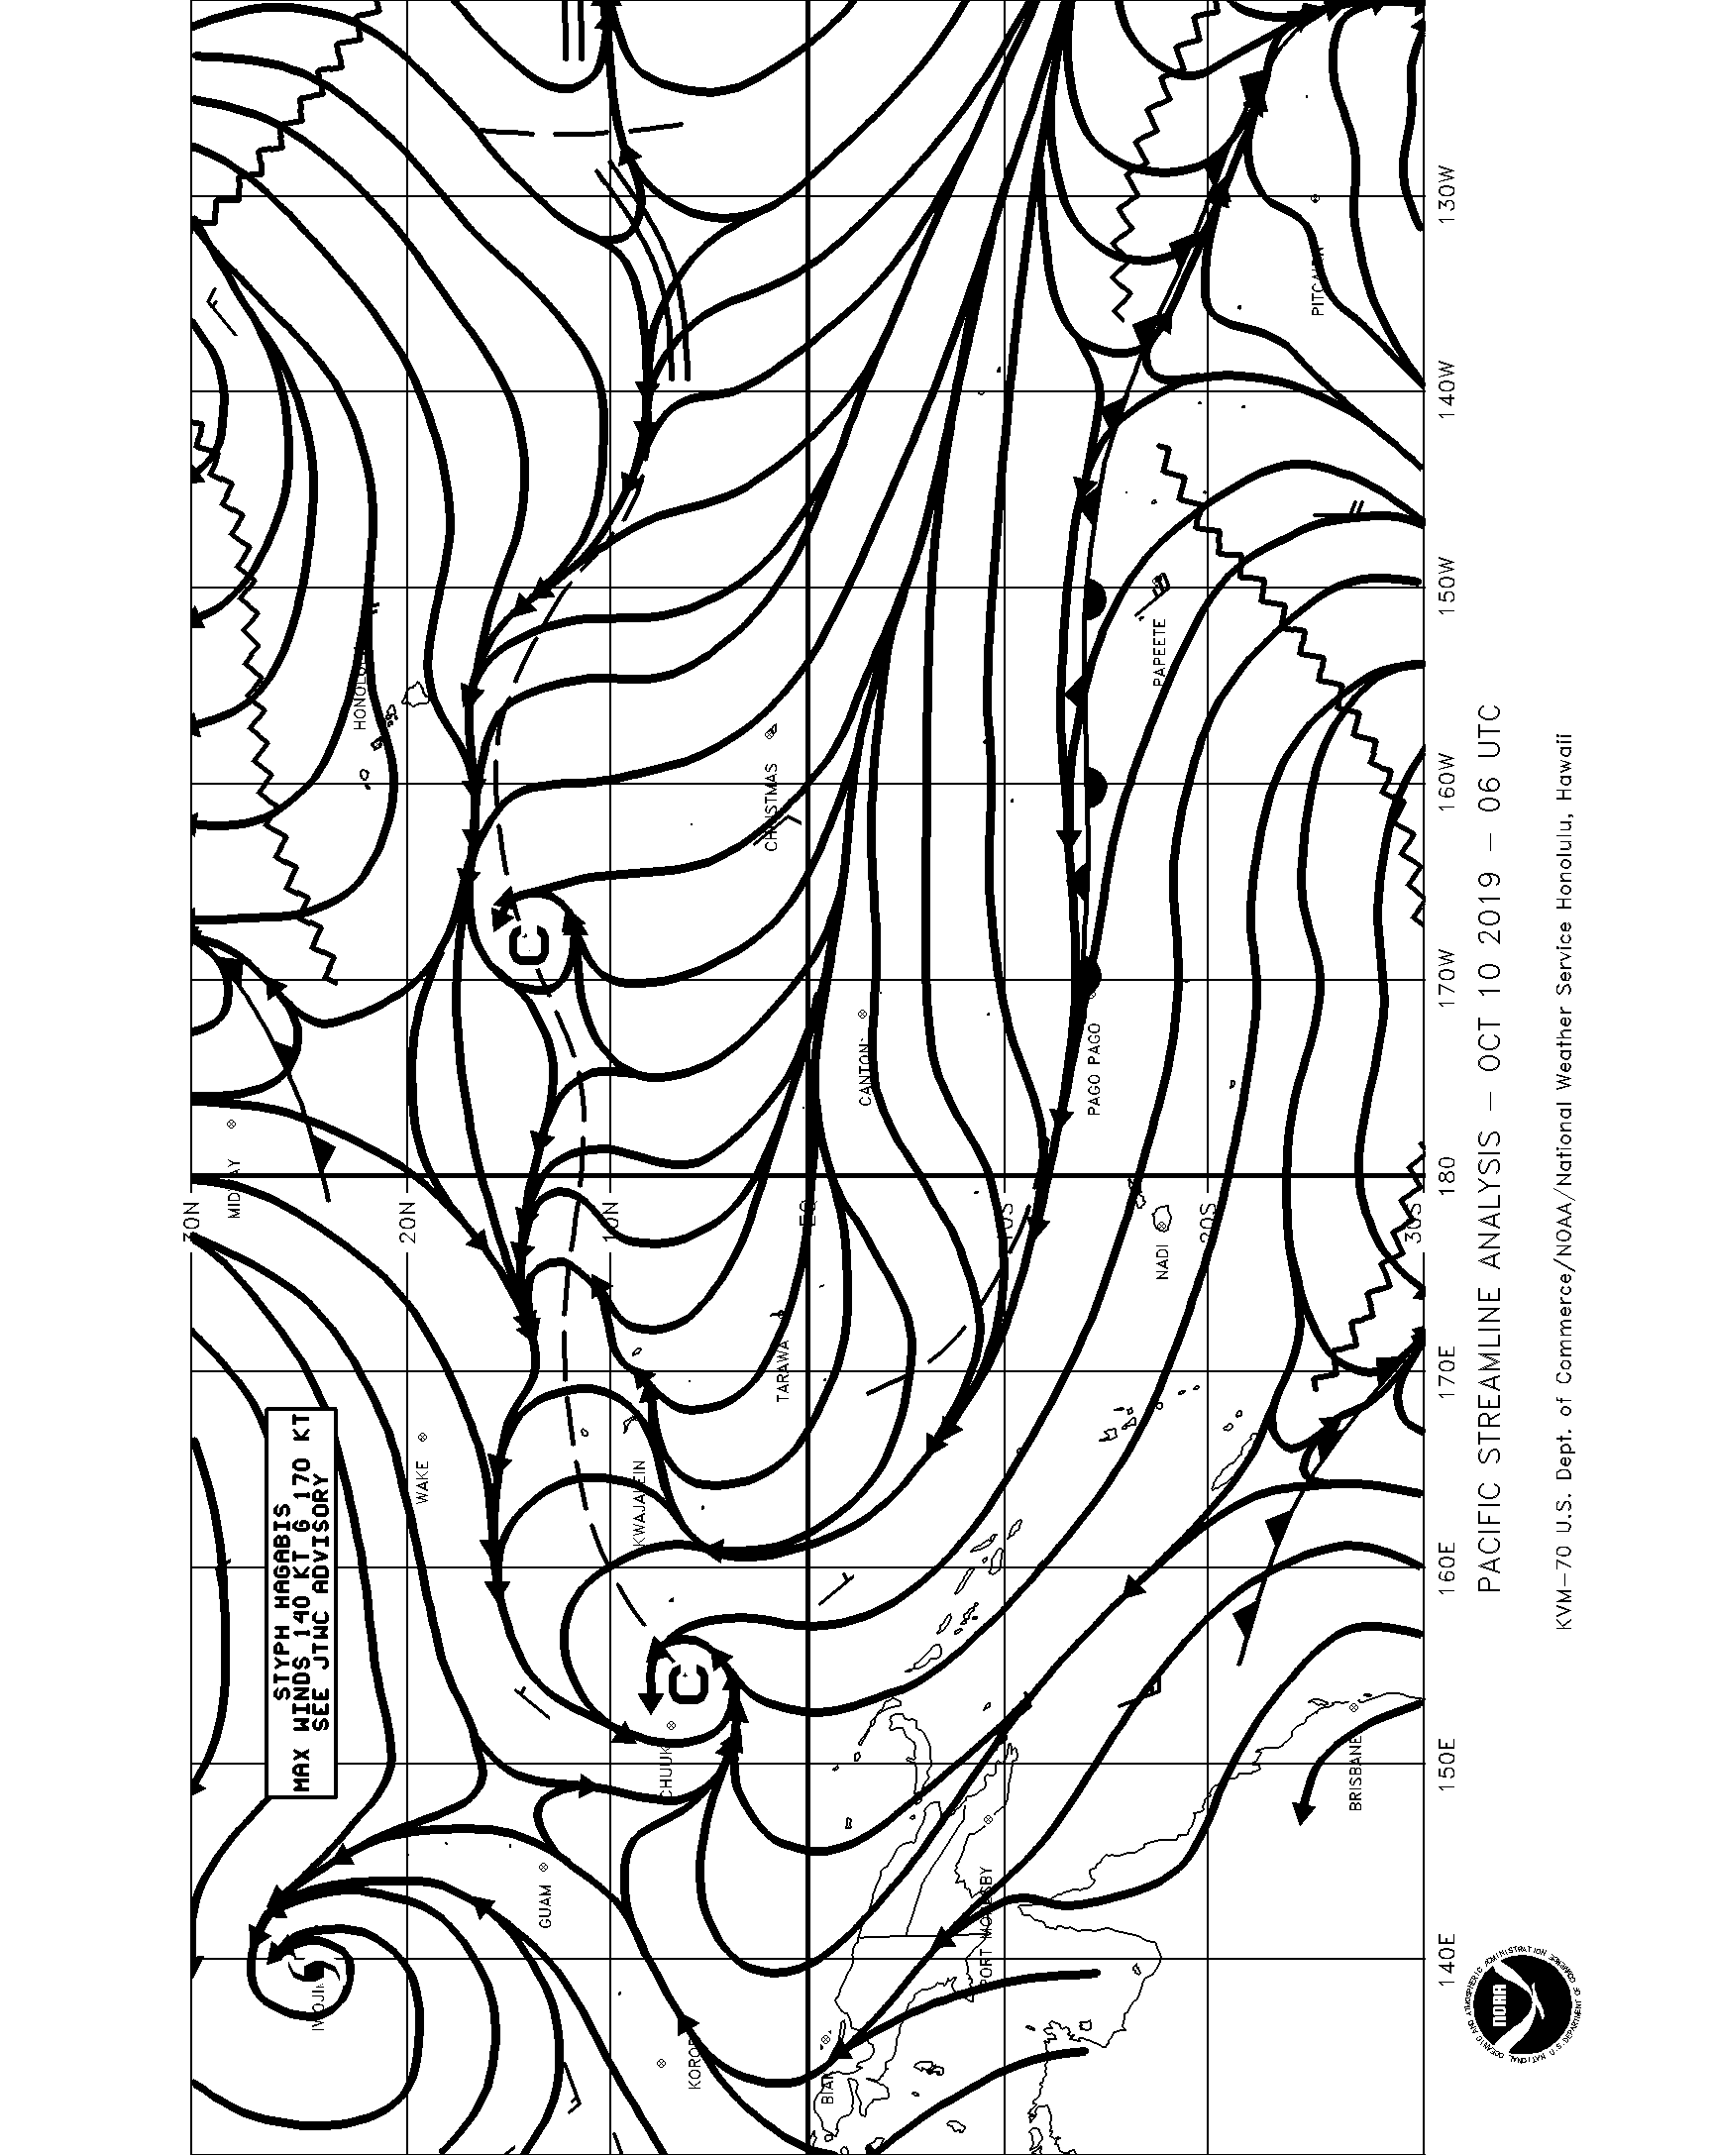 STYPH HAGABIS
MAX WINDS 140 KT G 170 KT
SEE JTWC ADVISORY
30N
20N
10N
EQ
10S
20S
30S
MIDWAY
HONOLULU
WAKE
IWOJIMA
GUAM
CHUUK
KWAJALEIN
KOROR
TARAWA
CHRISTMAS
CANTON
BIAK
PORT MORESBY
PAGO PAGO
NADI
PAPEETE
PITCAIRN
BRISBANE
140E
150E
160E
170E
180
170W
160W
150W
140W
130W
PACIFIC STREAMLINE ANALYSIS – OCT 10 2019 – 06 UTC
KVM–70 U.S. Dept. of Commerce/NOAA/National Weather Service Honolulu, Hawaii
NOAA
NATIONAL OCEANIC AND ATMOSPHERIC ADMINISTRATION
U.S. DEPARTMENT OF COMMERCE
C
C